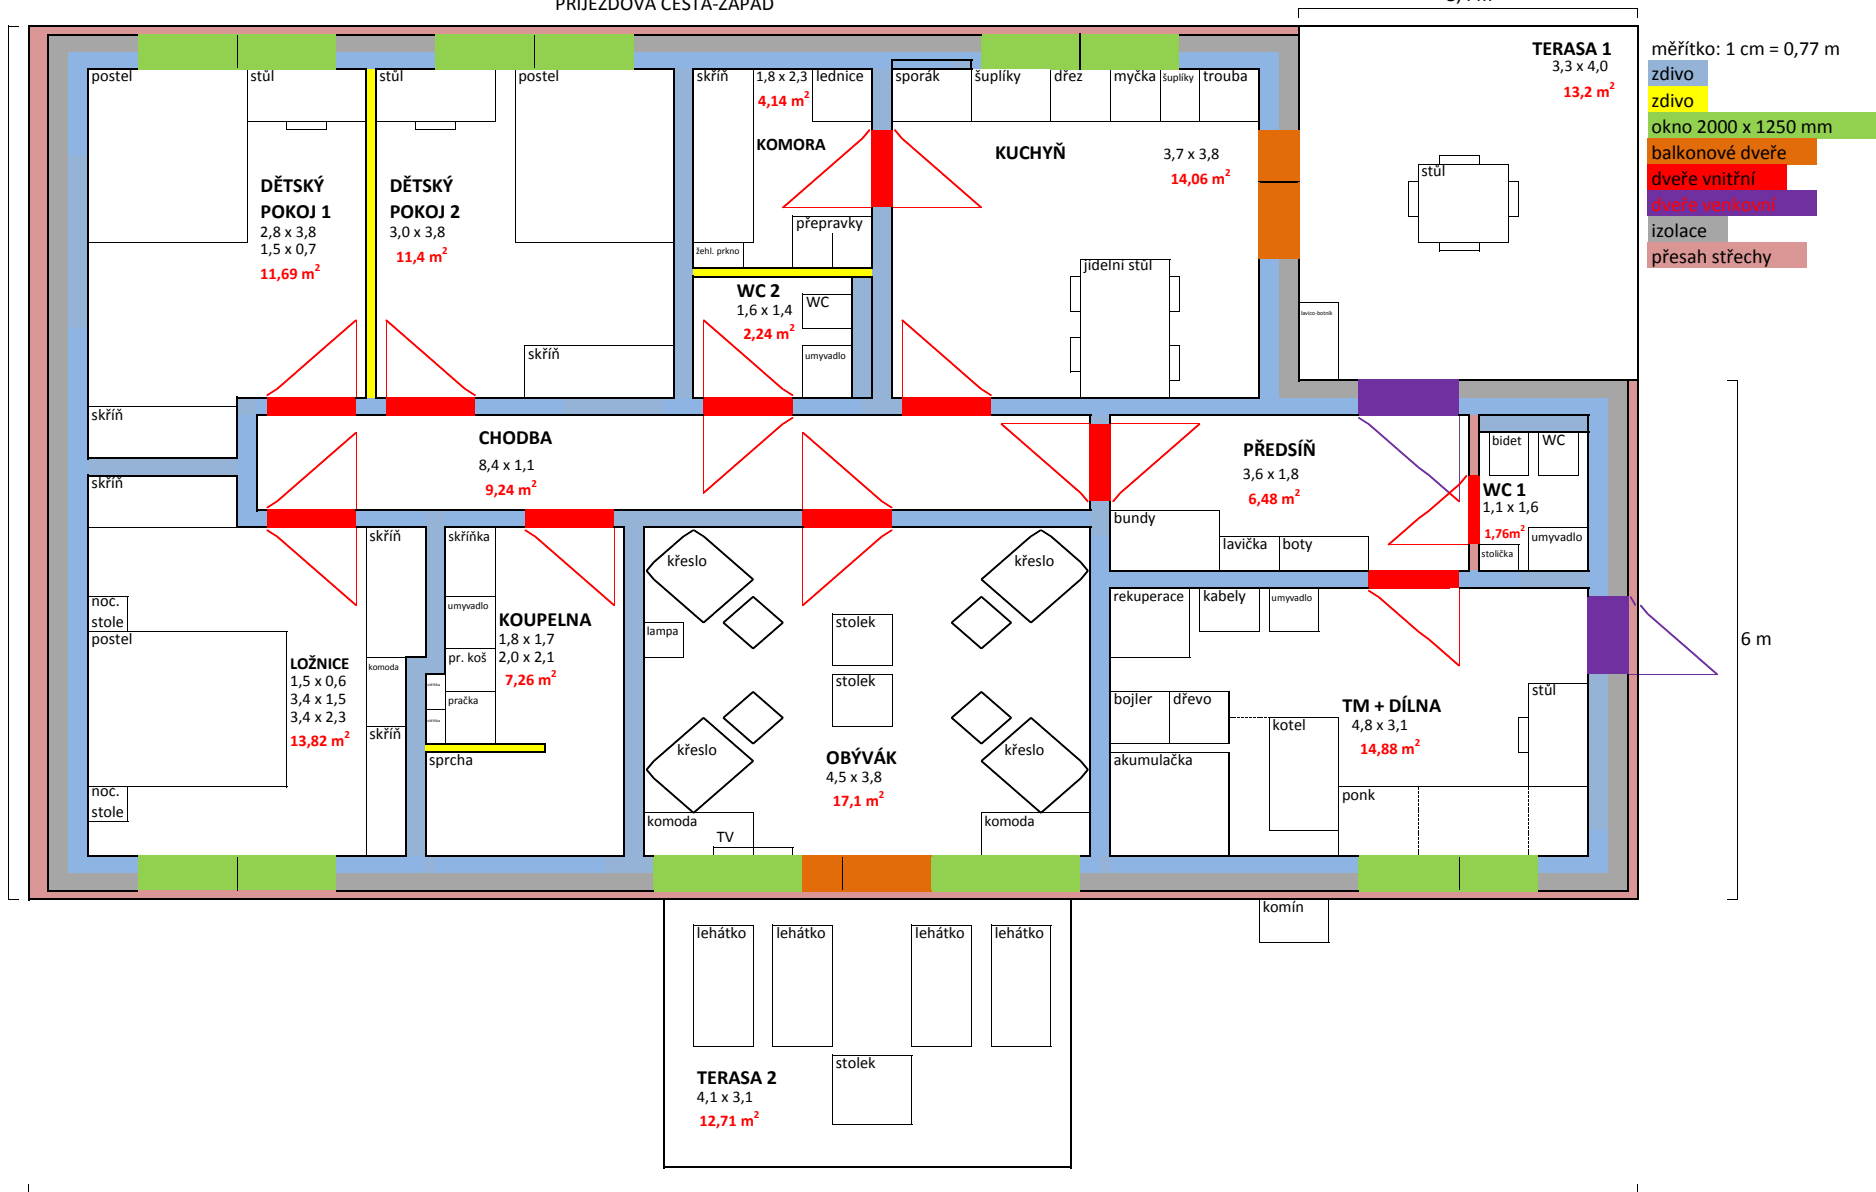 PŘÍJEZDOVÁ CESTA-ZÁPAD
TERASA 1
3,3 x 4,0
13,2 m²
měřítko: 1 cm = 0,77 m
zdivo
zdivo
okno 2000 x 1250 mm
balkonové dveře
dveře vnitřní
dveře venkovní
izolace
přesah střechy
postel
stůl
stůl
postel
skříň
1,8 x 2,3
4,14 m²
lednice
sporák
šuplíky
dřez
myčka
šuplíky
trouba
KOMORA
KUCHYŇ
3,7 x 3,8
14,06 m²
stůl
DĚTSKÝ
POKOJ 1
2,8 x 3,8
1,5 x 0,7
11,69 m²
DĚTSKÝ
POKOJ 2
3,0 x 3,8
11,4 m²
přepravky
žehl. prkno
jídelní stůl
WC 2
1,6 x 1,4
2,24 m²
WC
umyvadlo
lavico-botník
skříň
skříň
CHODBA
8,4 x 1,1
9,24 m²
PŘEDSÍŇ
3,6 x 1,8
6,48 m²
bidet
WC
WC 1
1,1 x 1,6
1,76m²
stolička
umyvadlo
skříň
bundy
lavička
boty
skříň
skříňka
křeslo
křeslo
noc.
stole
postel
umyvadlo
KOUPELNA
1,8 x 1,7
2,0 x 2,1
7,26 m²
pr. koš
pračka
lampa
stolek
stolek
rekuperace
kabely
umyvadlo
6 m
LOŽNICE
1,5 x 0,6
3,4 x 1,5
3,4 x 2,3
13,82 m²
komoda
skříň
bojler
dřevo
kotel
TM + DÍLNA
4,8 x 3,1
14,88 m²
stůl
sprcha
křeslo
křeslo
OBÝVÁK
4,5 x 3,8
17,1 m²
akumulačka
ponk
noc.
stole
komoda
TV
komoda
komín
lehátko
lehátko
lehátko
lehátko
stolek
TERASA 2
4,1 x 3,1
12,71 m²